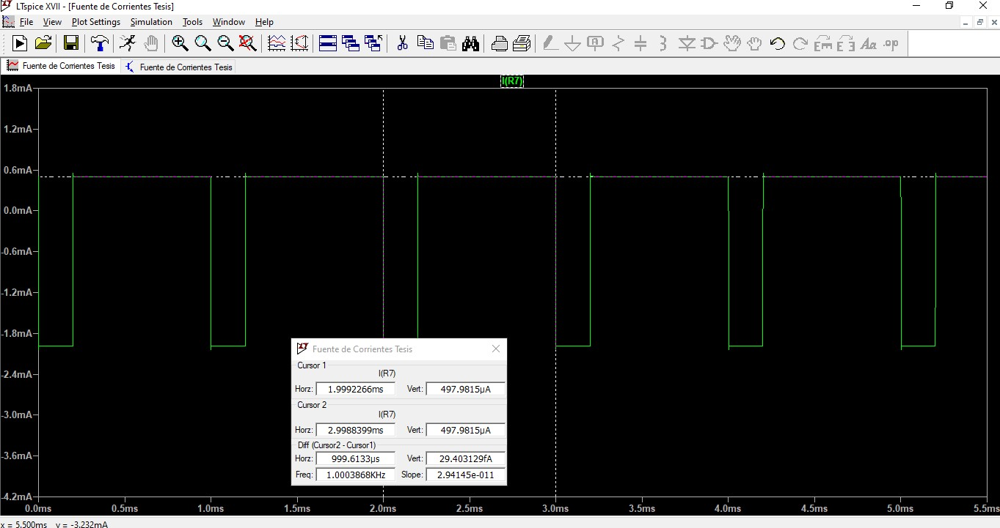 LTspice XVII - [Fuente de Corrientes Tesis]
File View Plot Settings Simulation Tools Window Help
Fuente de Corrientes Tesis Fuente de Corrientes Tesis
I(R7)
1.8mA
1.2mA
0.6mA
0.0mA
-0.6mA
-1.2mA
-1.8mA
-2.4mA
-3.0mA
-3.6mA
-4.2mA
0.0ms 0.5ms 1.0ms 1.5ms 2.0ms 2.5ms 3.0ms 3.5ms 4.0ms 4.5ms 5.0ms 5.5ms
Fuente de Corrientes Tesis
Cursor 1
I(R7)
Horz: 1.9992266ms Vert: 497.9815µA
Cursor 2
I(R7)
Horz: 2.9988399ms Vert: 497.9815µA
Diff (Cursor2 - Cursor1)
Horz: 999.6133µs Vert: 29.403129fA
Freq: 1.0003868KHz Slope: 2.94145e-011
x = 5.500ms y = -3.232mA